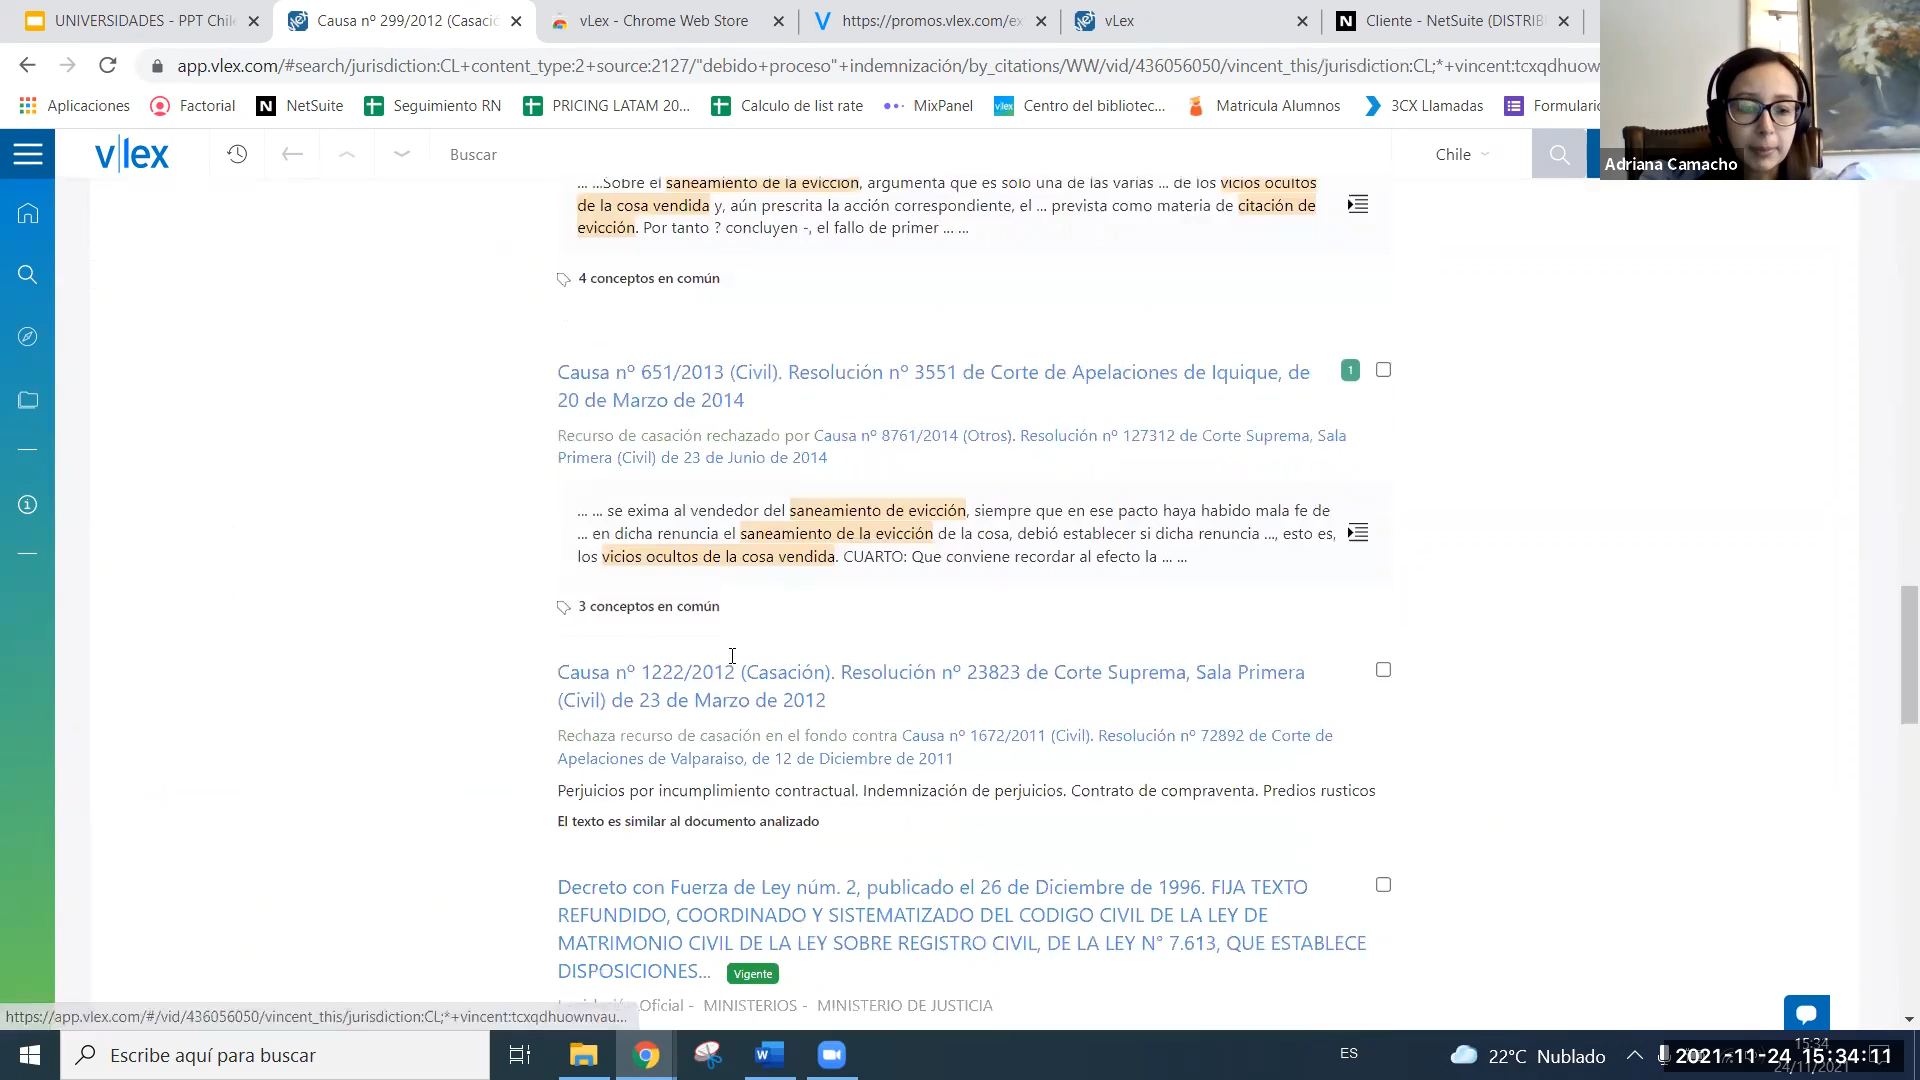 UNIVERSIDADES - PPT Chile
Causa nº 299/2012 (Casació
vLex - Chrome Web Store
https://promos.vlex.com/ex
vLex
Cliente - NetSuite (DISTRIB
app.vlex.com/#search/jurisdiction:CL+content_type:2+source:2127/"debido+proceso"+indemnización/by_citations/WW/vid/436056050/vincent_this/jurisdiction:CL;*+vincent:tcxqdhuow
Aplicaciones
Factorial
NetSuite
Seguimiento RN
PRICING LATAM 20...
Calculo de list rate
MixPanel
Centro del bibliotec...
Matricula Alumnos
3CX Llamadas
Formulario
Adriana Camacho
v|lex
Buscar
Chile
... ...Sobre el saneamiento de la evicción, argumenta que es solo una de las varias ... de los vicios ocultos
de la cosa vendida y, aún prescrita la acción correspondiente, el ... prevista como materia de citación de
evicción. Por tanto ? concluyen -, el fallo de primer ... ...
4 conceptos en común
Causa nº 651/2013 (Civil). Resolución nº 3551 de Corte de Apelaciones de Iquique, de
20 de Marzo de 2014
1
Recurso de casación rechazado por Causa nº 8761/2014 (Otros). Resolución nº 127312 de Corte Suprema, Sala
Primera (Civil) de 23 de Junio de 2014
... ... se exima al vendedor del saneamiento de evicción, siempre que en ese pacto haya habido mala fe de
... en dicha renuncia el saneamiento de la evicción de la cosa, debió establecer si dicha renuncia ..., esto es,
los vicios ocultos de la cosa vendida. CUARTO: Que conviene recordar al efecto la ... ...
3 conceptos en común
Causa nº 1222/2012 (Casación). Resolución nº 23823 de Corte Suprema, Sala Primera
(Civil) de 23 de Marzo de 2012
Rechaza recurso de casación en el fondo contra Causa nº 1672/2011 (Civil). Resolución nº 72892 de Corte de
Apelaciones de Valparaiso, de 12 de Diciembre de 2011
Perjuicios por incumplimiento contractual. Indemnización de perjuicios. Contrato de compraventa. Predios rusticos
El texto es similar al documento analizado
Decreto con Fuerza de Ley núm. 2, publicado el 26 de Diciembre de 1996. FIJA TEXTO
REFUNDIDO, COORDINADO Y SISTEMATIZADO DEL CODIGO CIVIL DE LA LEY DE
MATRIMONIO CIVIL DE LA LEY SOBRE REGISTRO CIVIL, DE LA LEY N° 7.613, QUE ESTABLECE
DISPOSICIONES... Vigente
Oficial - MINISTERIOS - MINISTERIO DE JUSTICIA
https://app.vlex.com/#/vid/436056050/vincent_this/jurisdiction:CL;*+vincent:tcxqdhuownvau...
Escribe aquí para buscar
ES
22°C Nublado
15:34
24/11/2021
2021-11-24 15:34:11